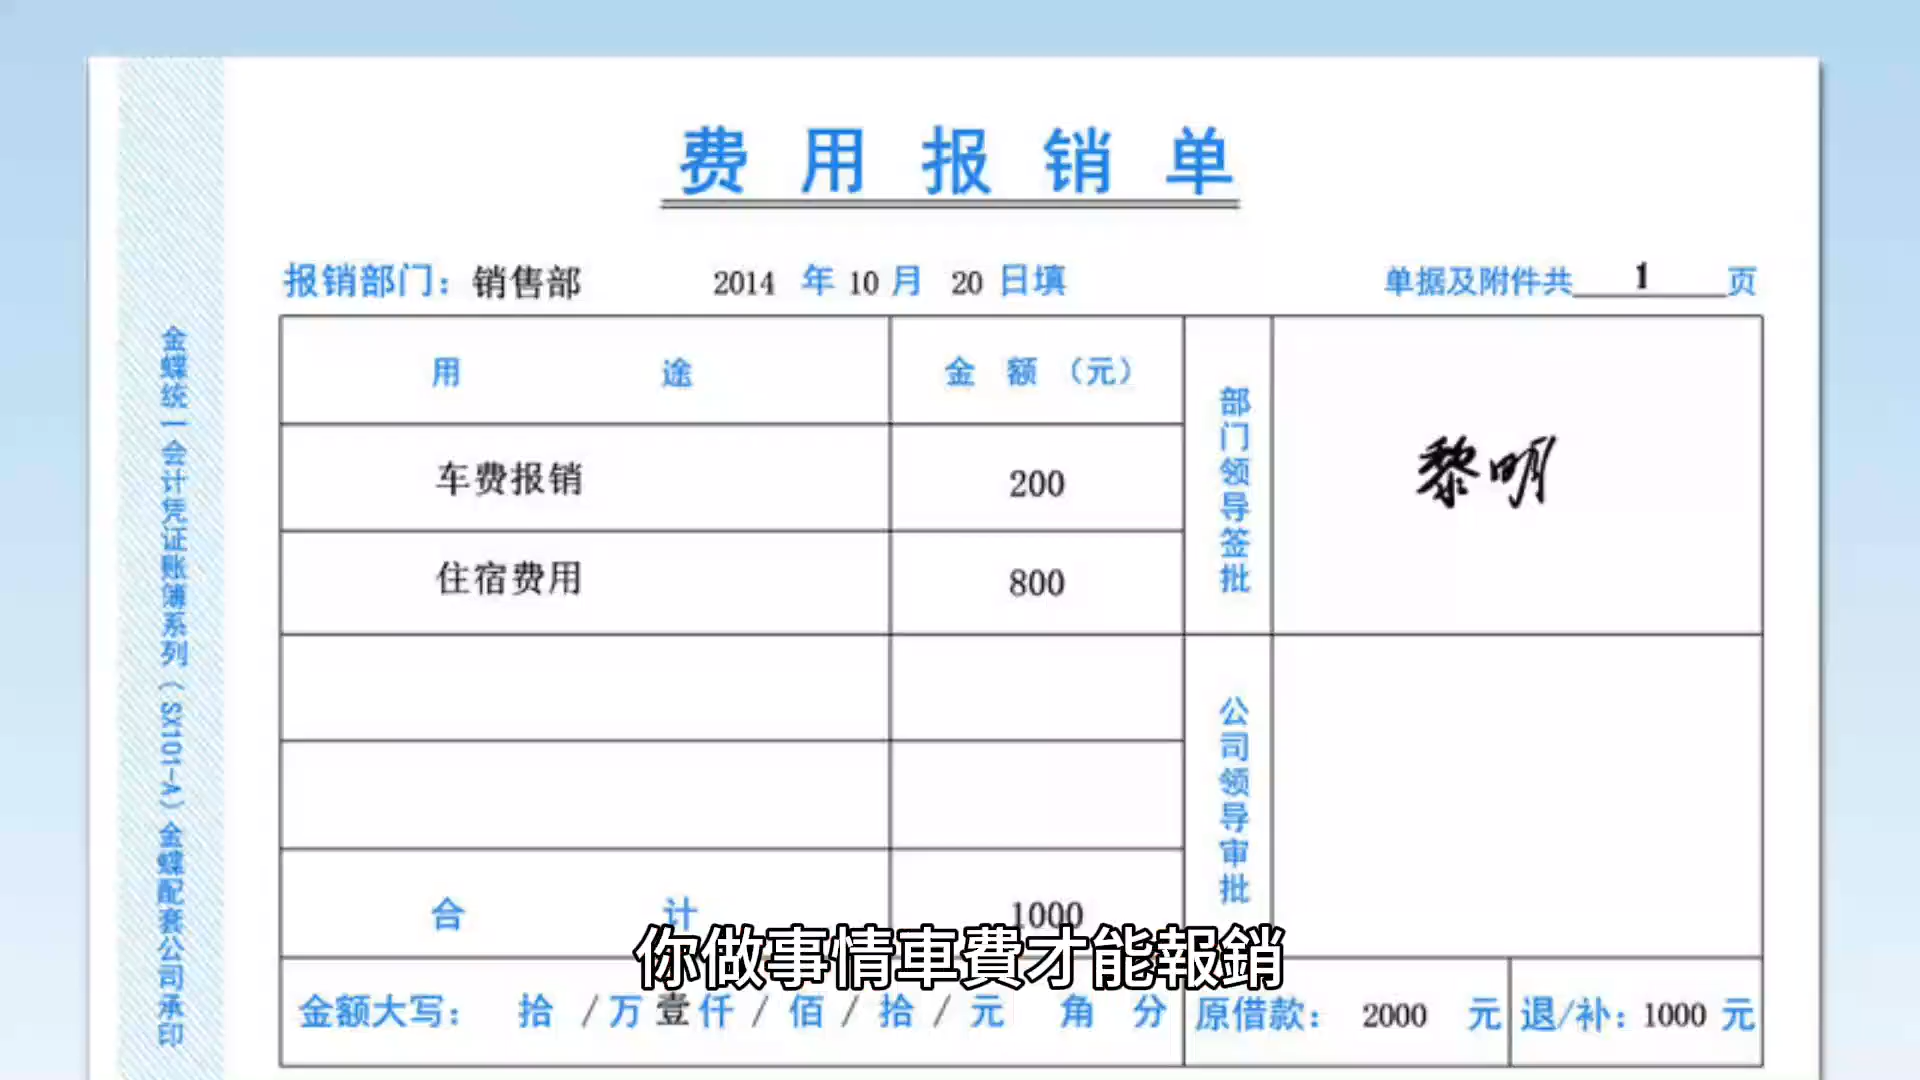 费用报销单
报销部门：销售部 2014 年 10 月 20 日填 单据及附件共 1 页
用途 金额（元）
车费报销 200
住宿费用 800
合计 1000
部门领导签批 黎明
公司领导审批
金额大写： 拾 / 万 壹 仟 / 佰 / 拾 / 元 角 分 原借款： 2000 元 退/补：1000 元
金蝶统一会计凭证账簿系列（SX101-A）金蝶配套公司承印
你做事情車費才能報銷